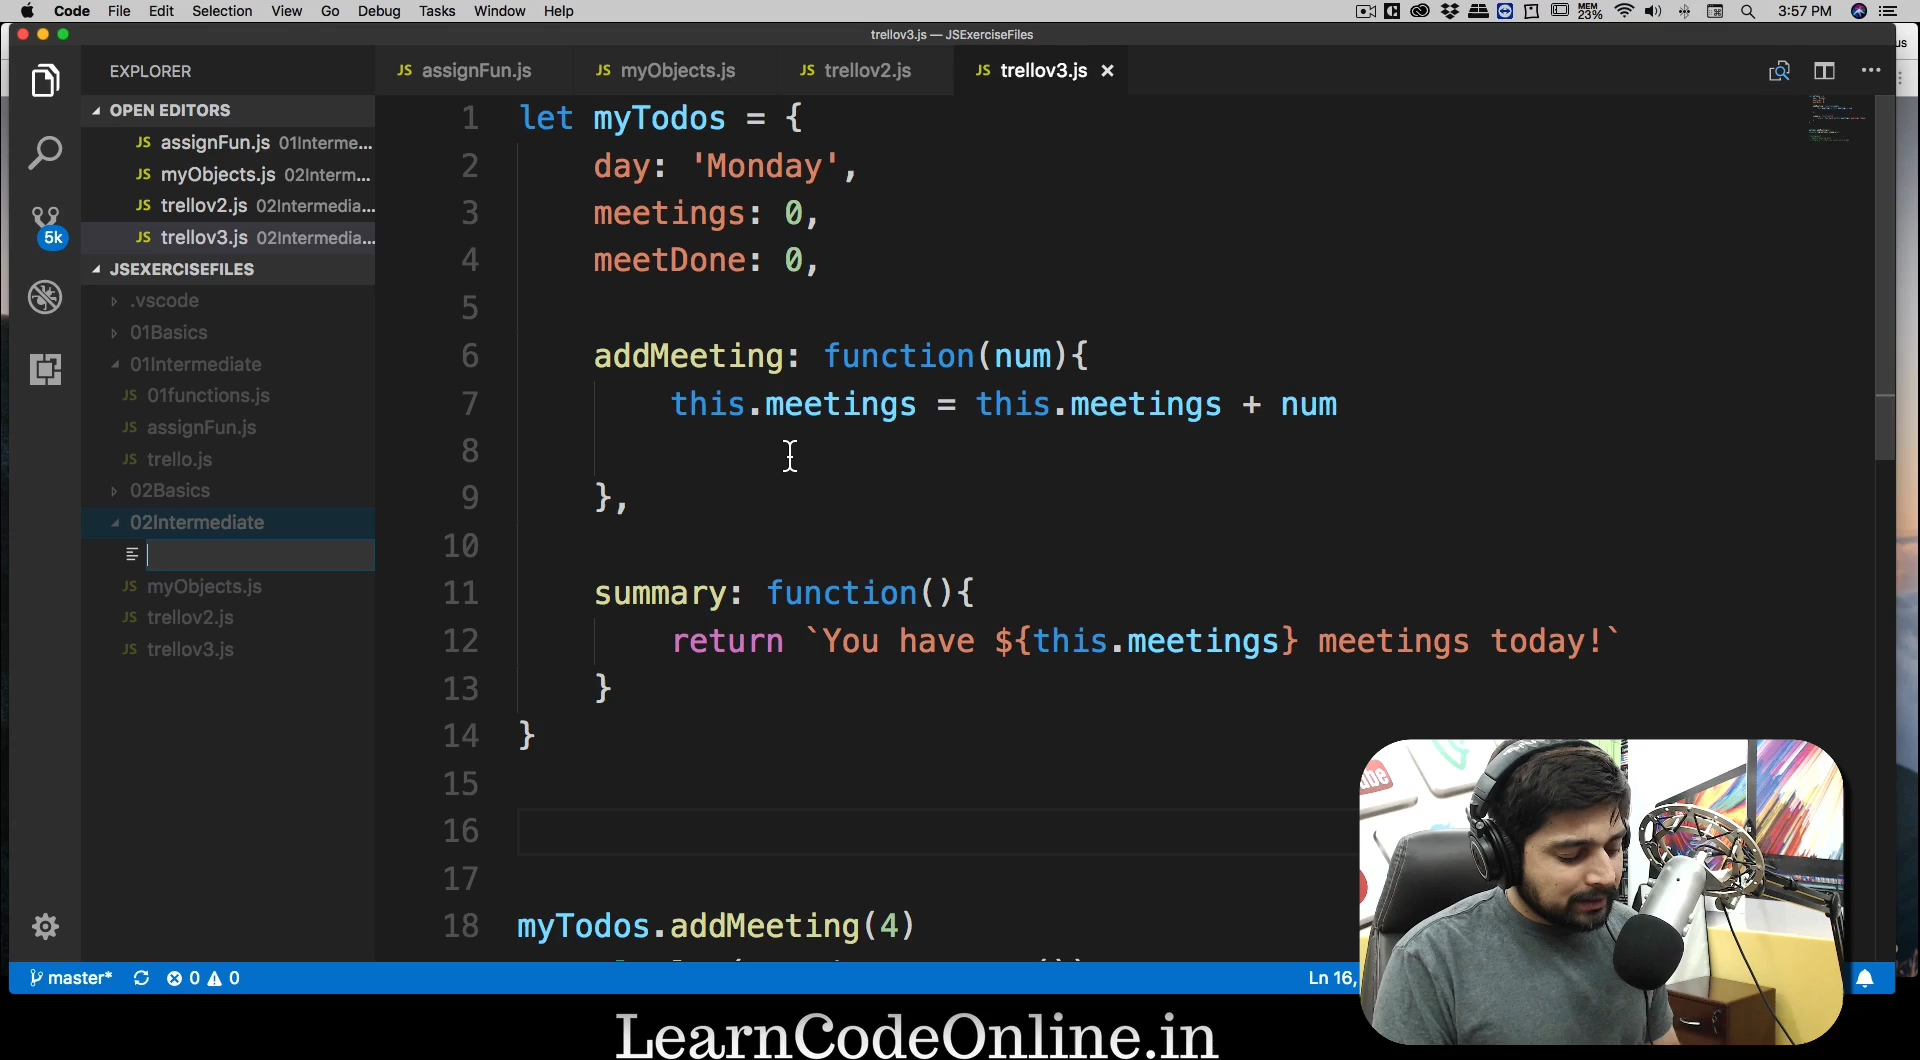 Code File Edit Selection View Go Debug Tasks Window Help
MEM 23% 3:57 PM
trellov3.js — JSExerciseFiles
us
EXPLORER
JS assignFun.js JS myObjects.js JS trellov2.js JS trellov3.js ×
OPEN EDITORS
JS assignFun.js 01Interme...
JS myObjects.js 02Interm...
JS trellov2.js 02Intermedia...
JS trellov3.js 02Intermedia...
5k
JSEXERCISEFILES
.vscode
01Basics
01Intermediate
JS 01functions.js
JS assignFun.js
JS trello.js
02Basics
02Intermediate
JS myObjects.js
JS trellov2.js
JS trellov3.js
1 let myTodos = {
2 day: 'Monday',
3 meetings: 0,
4 meetDone: 0,
5
6 addMeeting: function(num){
7 this.meetings = this.meetings + num
8
9 },
10
11 summary: function(){
12 return `You have ${this.meetings} meetings today!`
13 }
14 }
15
16
17
18 myTodos.addMeeting(4)
master* 0 0 Ln 16,
LearnCodeOnline.in